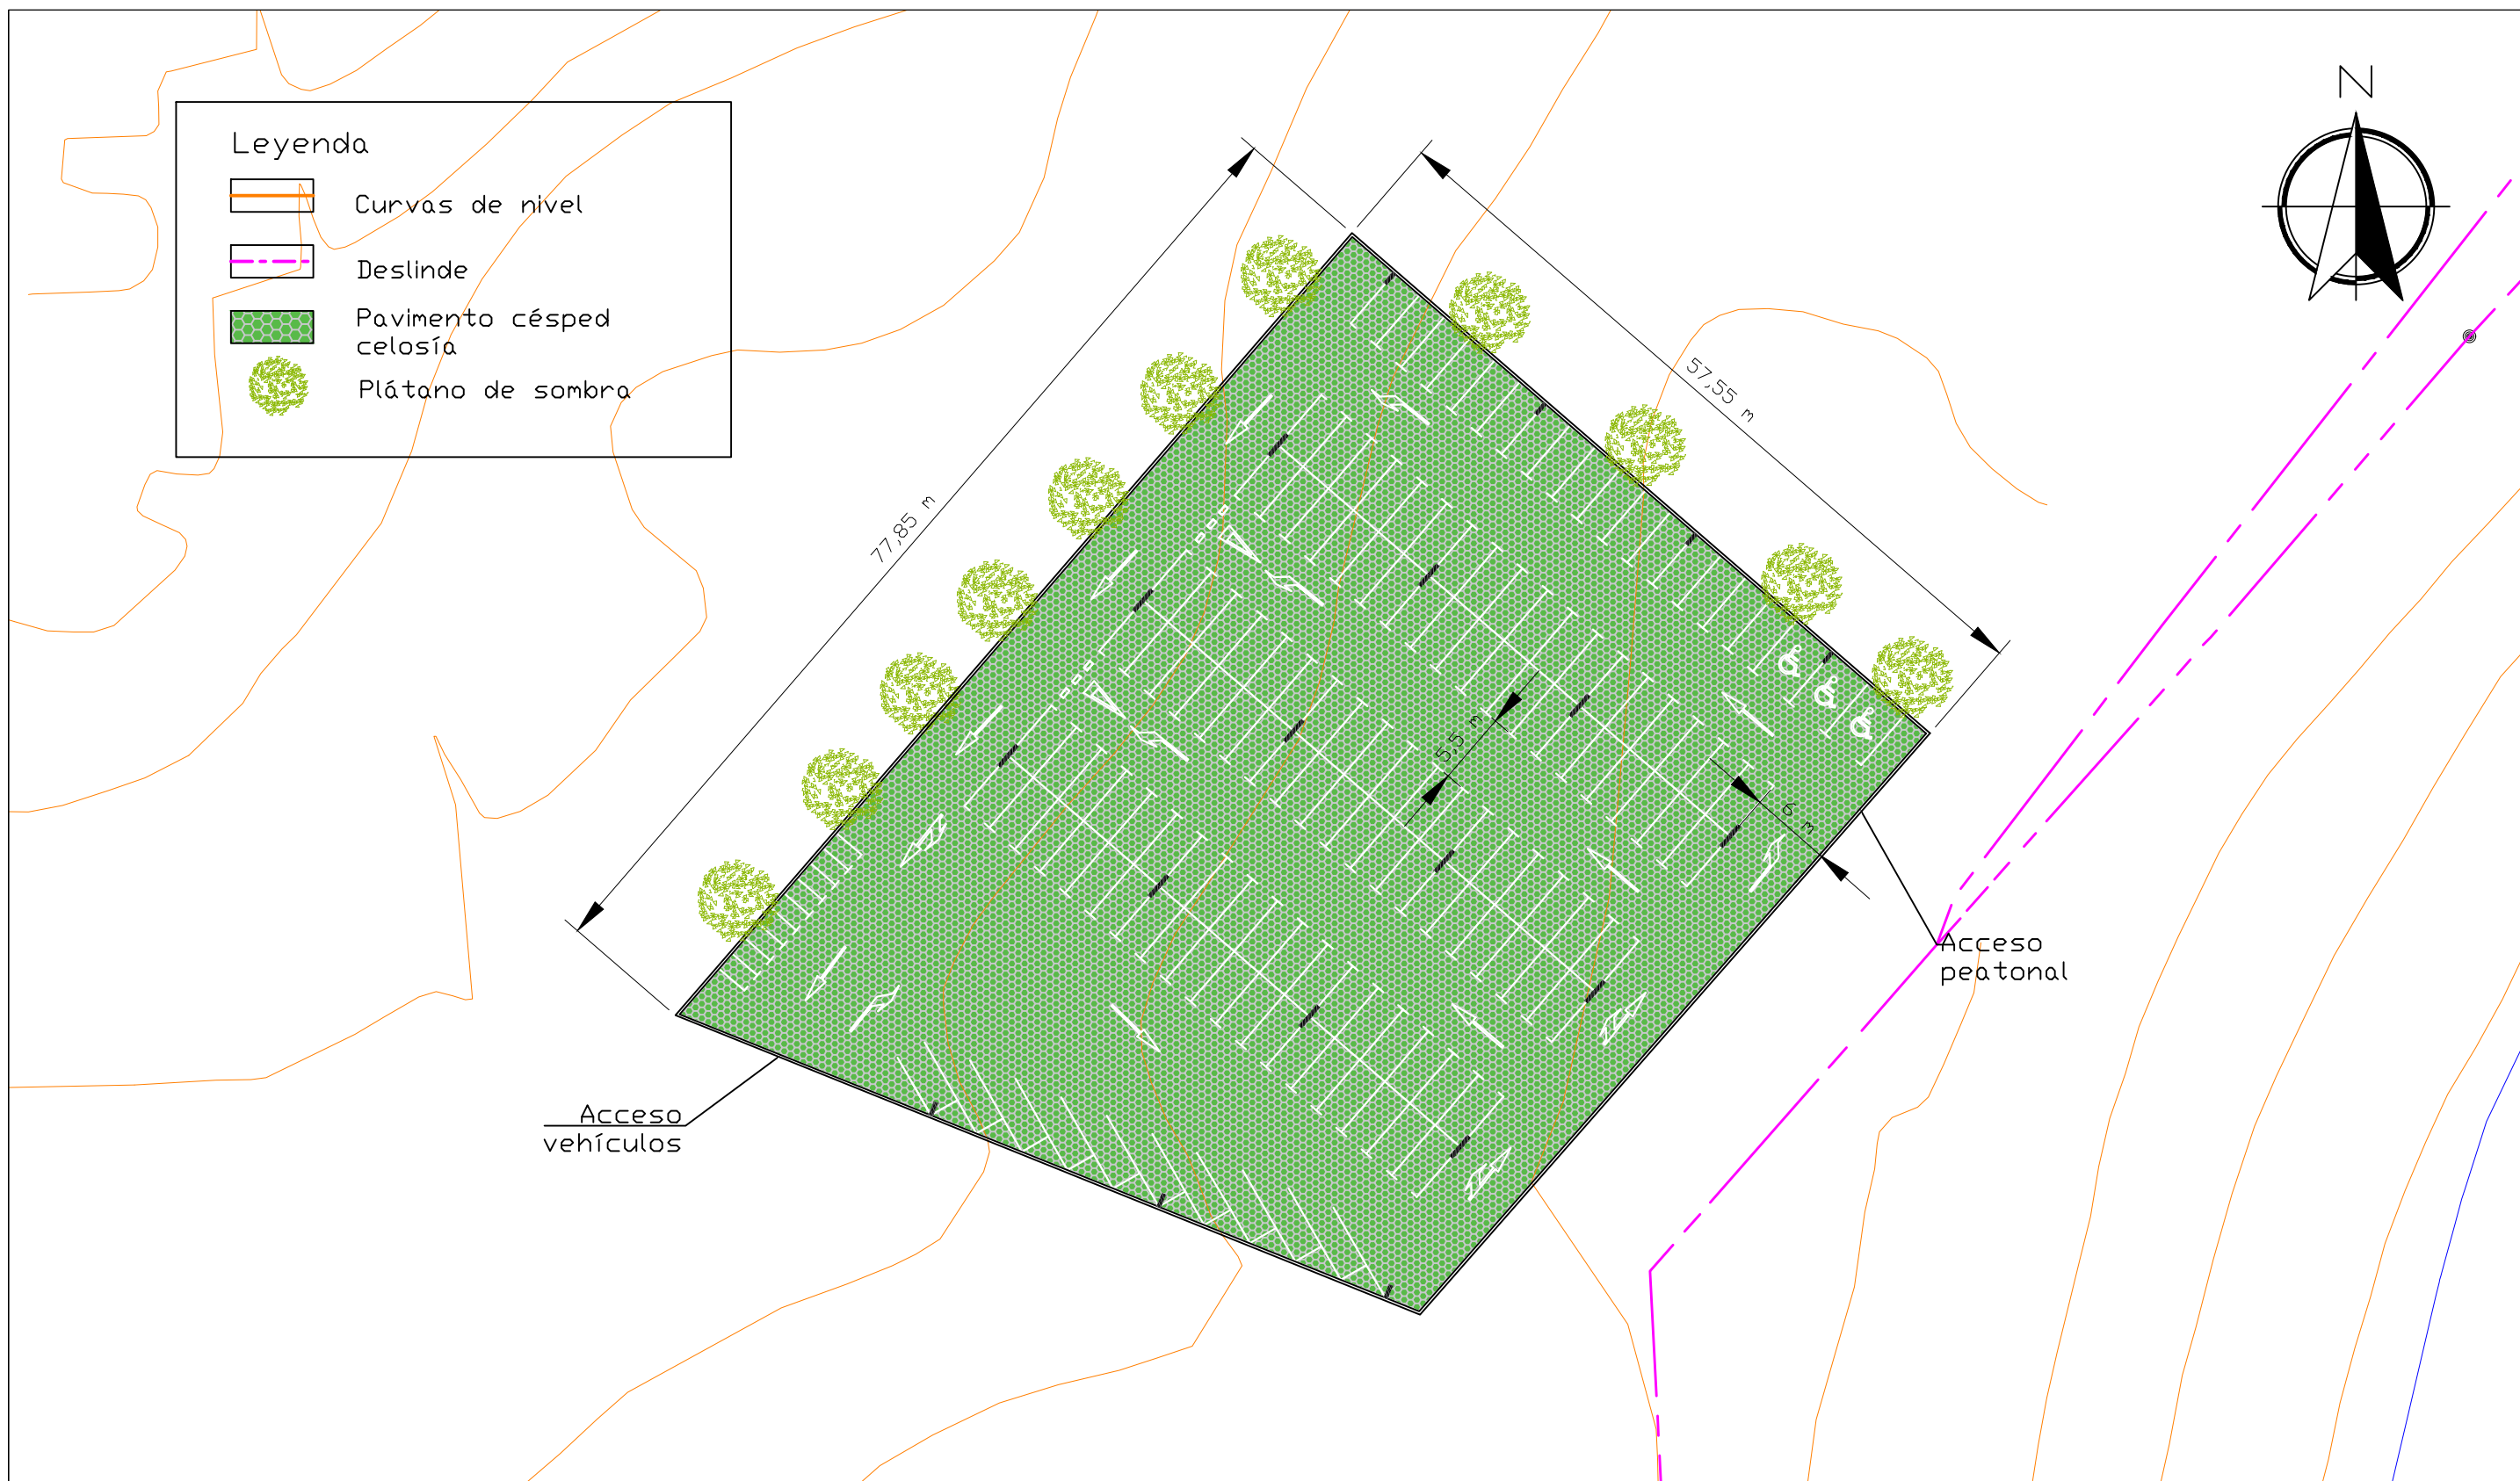 N
Leyenda
Curvas de nivel
Deslinde
Pavimento césped
celosía
Plátano de sombra
77,85 m
57,55 m
5,5 m
6 m
Acceso
peatonal
Acceso
vehículos